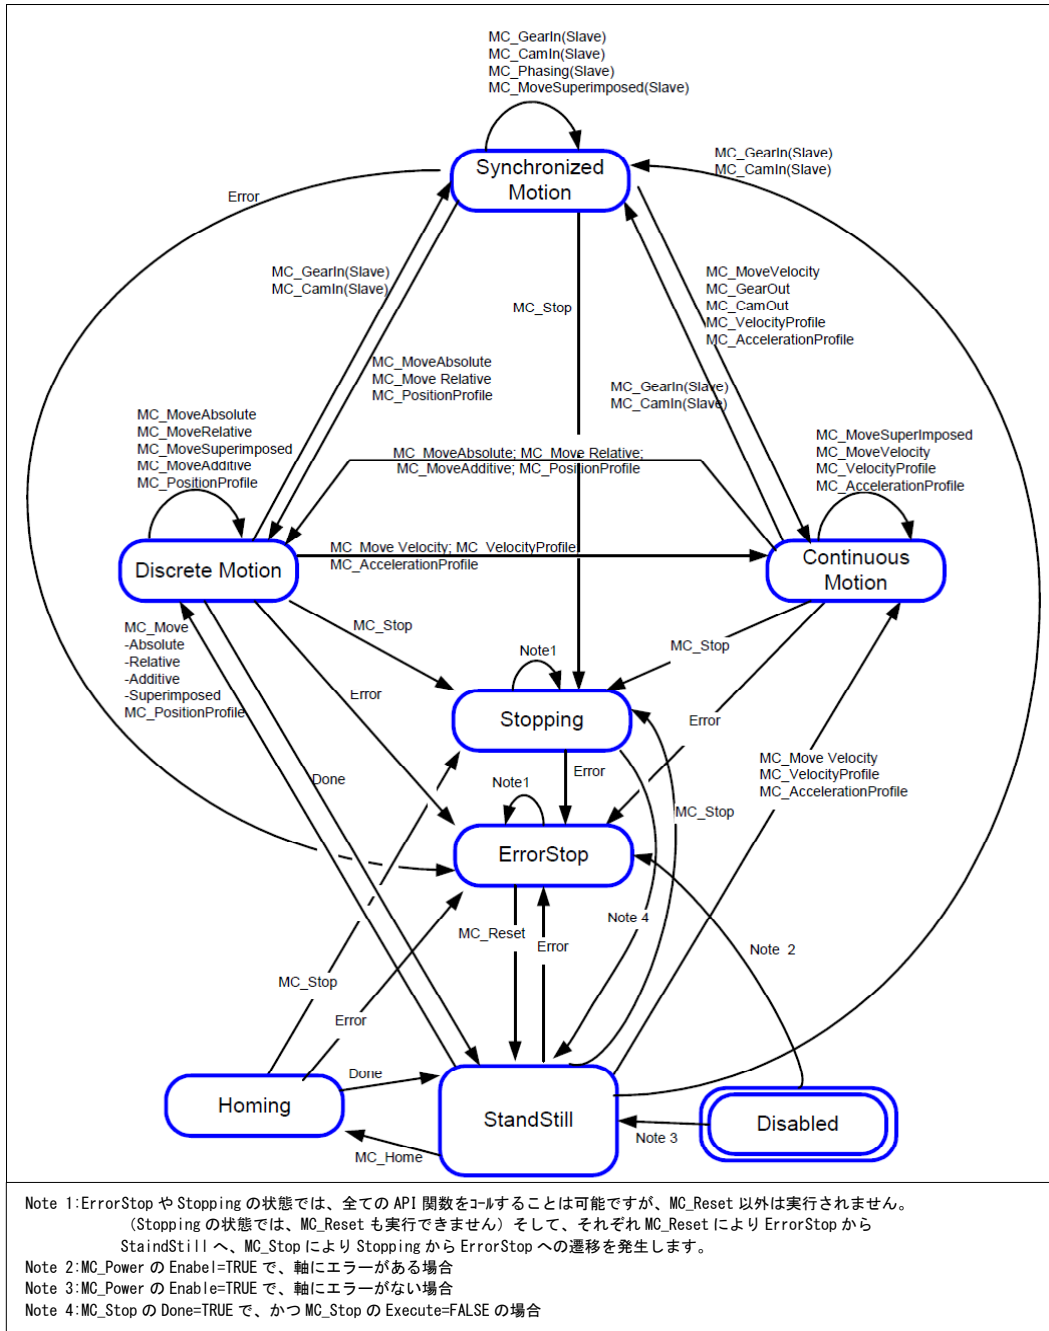 MC_GearIn(Slave)
MC_CamIn(Slave)
MC_Phasing(Slave)
MC_MoveSuperimposed(Slave)
Synchronized
Motion
MC_GearIn(Slave)
MC_CamIn(Slave)
Error
MC_GearIn(Slave)
MC_CamIn(Slave)
MC_Stop
MC_MoveVelocity
MC_GearOut
MC_CamOut
MC_VelocityProfile
MC_AccelerationProfile
MC_MoveAbsolute
MC_Move Relative
MC_PositionProfile
MC_GearIn(Slave)
MC_CamIn(Slave)
MC_MoveAbsolute
MC_MoveRelative
MC_MoveSuperimposed
MC_MoveAdditive
MC_PositionProfile
MC_MoveAbsolute; MC_Move Relative;
MC_MoveAdditive; MC_PositionProfile
MC_MoveSuperImposed
MC_MoveVelocity
MC_VelocityProfile
MC_AccelerationProfile
Discrete Motion
MC_Move Velocity; MC_VelocityProfile
MC_AccelerationProfile
Continuous
Motion
MC_Move
-Absolute
-Relative
-Additive
-Superimposed
MC_PositionProfile
MC_Stop
Note1
MC_Stop
Error
Stopping
Error
Done
Note1
Error
MC_Move Velocity
MC_VelocityProfile
MC_AccelerationProfile
MC_Stop
ErrorStop
MC_Reset
Error
Note 4
Note 2
MC_Stop
Error
Done
Homing
MC_Home
StandStill
Note 3
Disabled
Note 1:ErrorStop や Stopping の状態では、全ての API 関数をｺｰﾙすることは可能ですが、MC_Reset 以外は実行されません。
（Stopping の状態では、MC_Reset も実行できません）そして、それぞれ MC_Reset により ErrorStop から
StaindStill へ、MC_Stop により Stopping から ErrorStop への遷移を発生します。
Note 2:MC_Power の Enabel=TRUE で、軸にエラーがある場合
Note 3:MC_Power の Enable=TRUE で、軸にエラーがない場合
Note 4:MC_Stop の Done=TRUE で、かつ MC_Stop の Execute=FALSE の場合